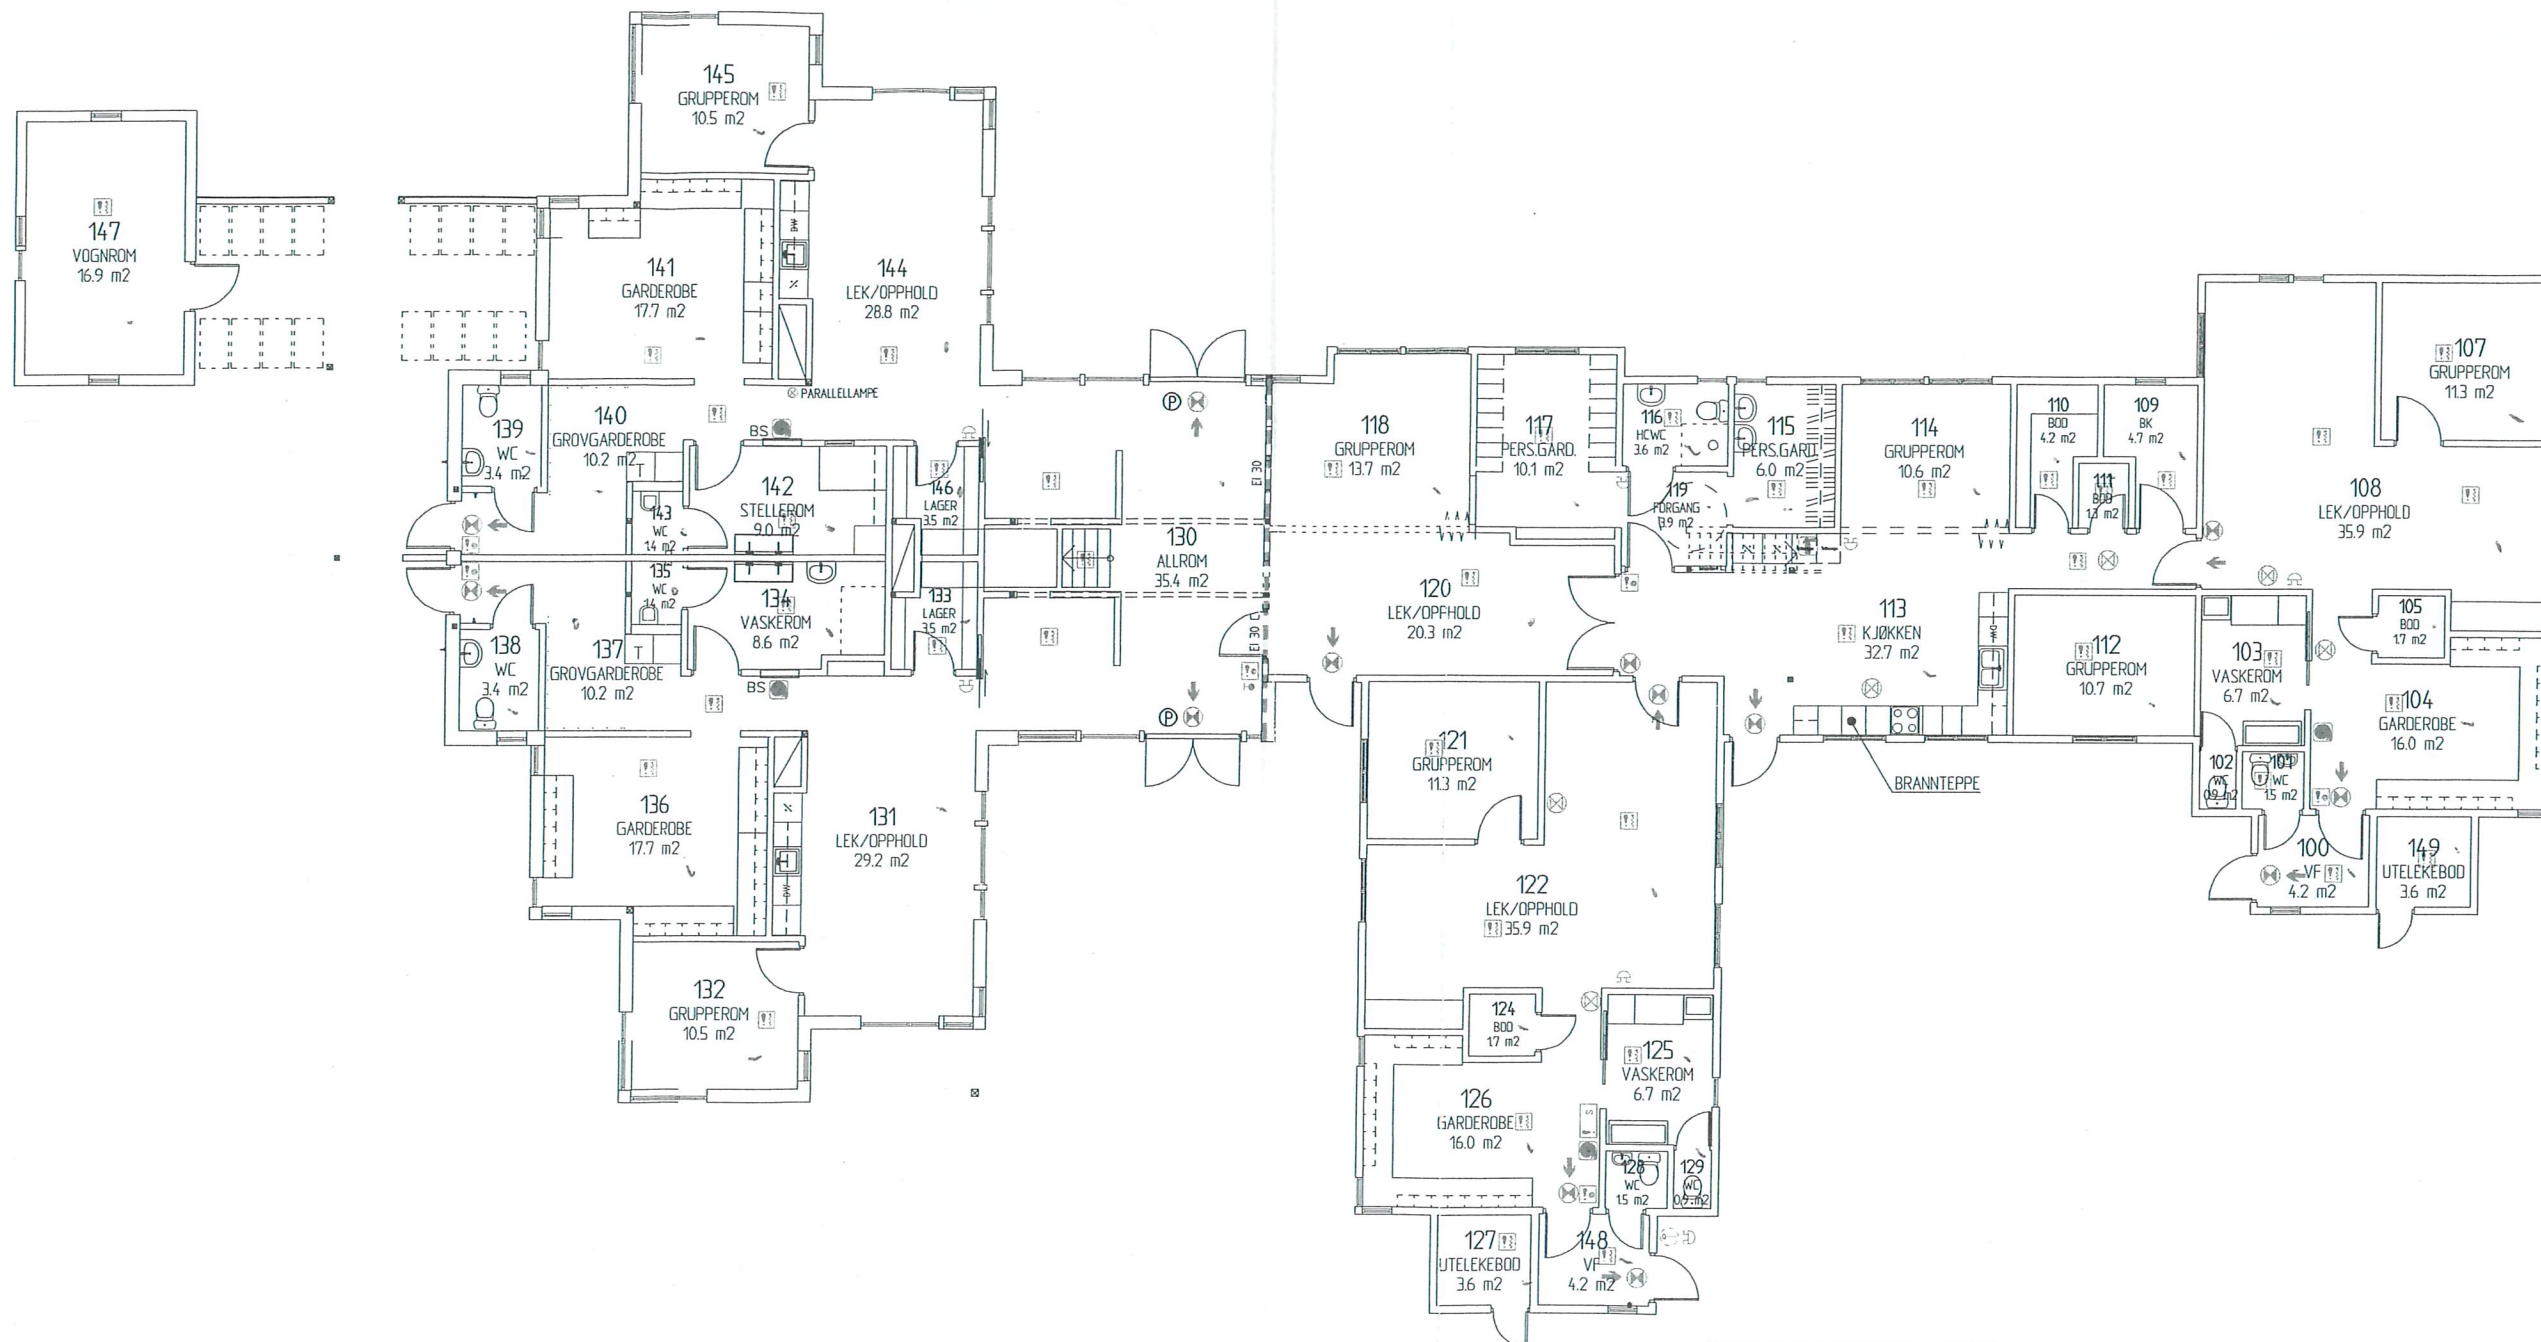 145
GRUPPEROM
10.5 m2
147
VOGNROM
16.9 m2
141
GARDEROBE
17.7 m2
DW
144
LEK/OPPHOLD
28.8 m2
PARALLELLAMPE
139
WC
3.4 m2
140
GROVGARDEROBE
10.2 m2
T
BS
142
STELLEROM
9.0 m2
143
WC
1.4 m2
146
LAGER
3.5 m2
P
EI 30
130
ALLROM
35.4 m2
135
WC
1.4 m2
134
VASKEROM
8.6 m2
133
LAGER
3.5 m2
EI 30 C
138
WC
3.4 m2
137
GROVGARDEROBE
10.2 m2
T
BS
P
136
GARDEROBE
17.7 m2
DW
131
LEK/OPPHOLD
29.2 m2
132
GRUPPEROM
10.5 m2
118
GRUPPEROM
13.7 m2
117
PERS.GARD.
10.1 m2
116
HCWC
3.6 m2
115
PERS.GARD.
6.0 m2
119
FORGANG
3.9 m2
114
GRUPPEROM
10.6 m2
110
BOD
4.2 m2
109
BK
4.7 m2
111
BOD
1.3 m2
107
GRUPPEROM
11.3 m2
108
LEK/OPPHOLD
35.9 m2
120
LEK/OPPHOLD
20.3 m2
113
KJØKKEN
32.7 m2
DW
112
GRUPPEROM
10.7 m2
105
BOD
1.7 m2
103
VASKEROM
6.7 m2
104
GARDEROBE
16.0 m2
102
WC
0.9 m2
101
WC
1.5 m2
BRANNTEPPE
100
VF
4.2 m2
149
UTELEKEBOD
3.6 m2
121
GRUPPEROM
11.3 m2
122
LEK/OPPHOLD
35.9 m2
124
BOD
1.7 m2
125
VASKEROM
6.7 m2
126
GARDEROBE
16.0 m2
S
128
WC
1.5 m2
129
WC
0.9 m2
127
UTELEKEBOD
3.6 m2
148
VF
4.2 m2